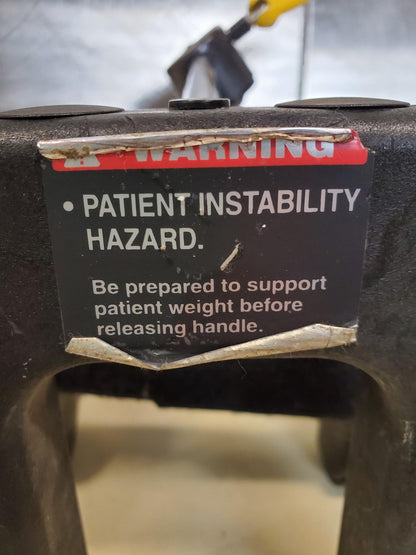 WARNING
• PATIENT INSTABILITY
HAZARD.
Be prepared to support
patient weight before
releasing handle.